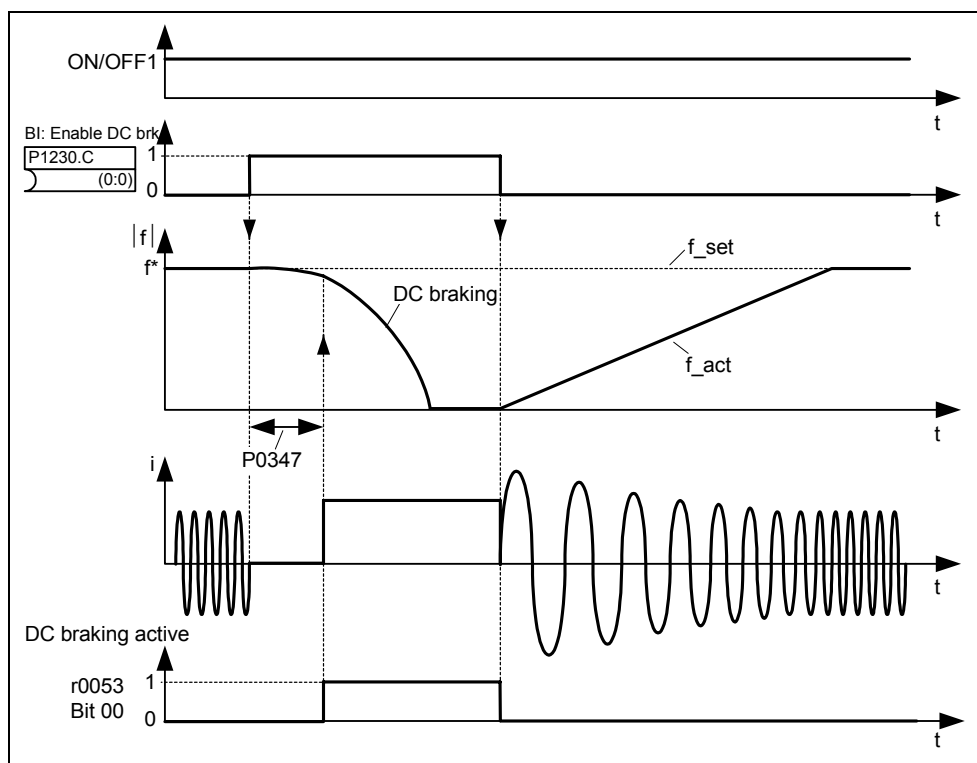 ON/OFF1
t
BI: Enable DC brk
P1230.C
(0:0)
1
0
t
|f|
f*
f_set
DC braking
f_act
t
P0347
i
t
DC braking active
r0053
Bit 00
1
0
t